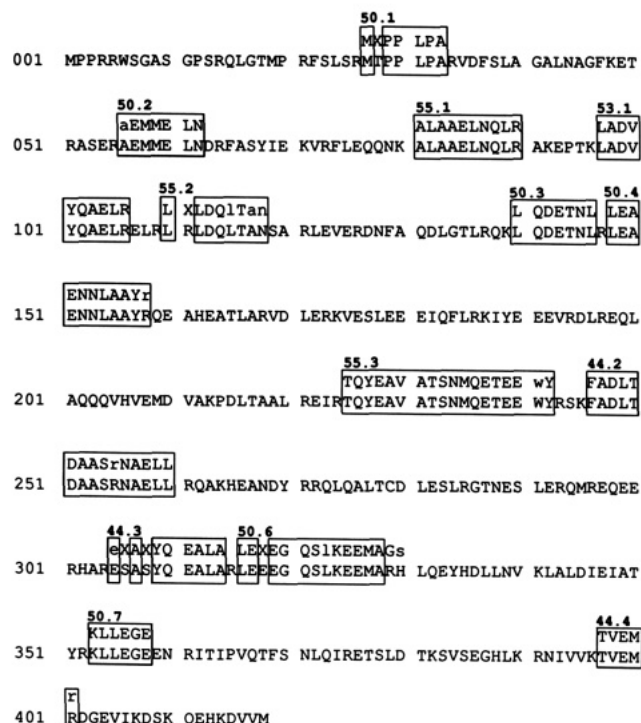 50.1
MX PP LPA
001 MPPRRWSGAS GPSRQLGTMP RFSLSRMTPP LPARVDFSLA GALNAGFKET
50.2 55.1 53.1
aEMME LN ALAAELNQLR LADV
051 RASERAEMME LNDRFASYIE KVRFLEQQNK ALAAELNQLR AKEPTKLADV
55.2 50.3 50.4
YQAELR L X LDQlTan L QDETNL LEA
101 YQAELRELRL RLDQLTANSA RLEVERDNFA QDLGTLRQKL QDETNLRLEA
ENNLAAYr
151 ENNLAAYRQE AHEATLARVD LERKVESLEE EIQFLRKIYE EEVRDLREQL
55.3 44.2
TQYEAV ATSNMQETEE wY FADLT
201 AQQQVHVEMD VAKPDLTAAL REIRTQYEAV ATSNMQETEE WYRSKFADLT
DAASrNAELL
251 DAASRNAELL RQAKHEANDY RRQLQALTCD LESLRGTNES LERQMREQEE
44.3 50.6
eXAXYQ EALA LEXEG QSlKEEMAGs
301 RHARESASYQ EALARLEEEG QSLKEEMARH LQEYHDLLNV KLALDIEIAT
50.7 44.4
KLLEGE TVEM
351 YRKLLEGEENR ITIPVQTFS NLQIRETSLD TKSVSEGHLK RNIVVKTVEM
r
401 RDGEVIKDSK QEHKDVVM